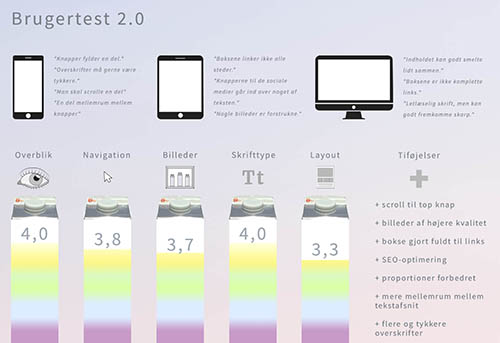 Brugertest 2.0
"Knapper fylder en del."
"Overskrifter må gerne være
tykkere."
"Man skal scrolle en del"
"En del mellemrum mellem
knapper"
"Boksene linker ikke alle
steder."
"Knapperne til de sociale
medier går ind over noget af
teksten."
"Nogle billeder er forstrukne."
"Indholdet kan godt smelte
lidt sammen."
"Boksene er ikke komplette
links."
"Letlæselig skrift, men kan
godt fremkomme skarp."
Overblik
Navigation
Billeder
Skrifttype
Layout
Tiføjelser
Tt
4,0
3,8
3,7
4,0
3,3
+ scroll til top knap
+ billeder af højere kvalitet
+ bokse gjort fuldt til links
+ SEO-optimering
+ proportioner forbedret
+ mere mellemrum mellem
tekstafsnit
+ flere og tykkere
overskrifter